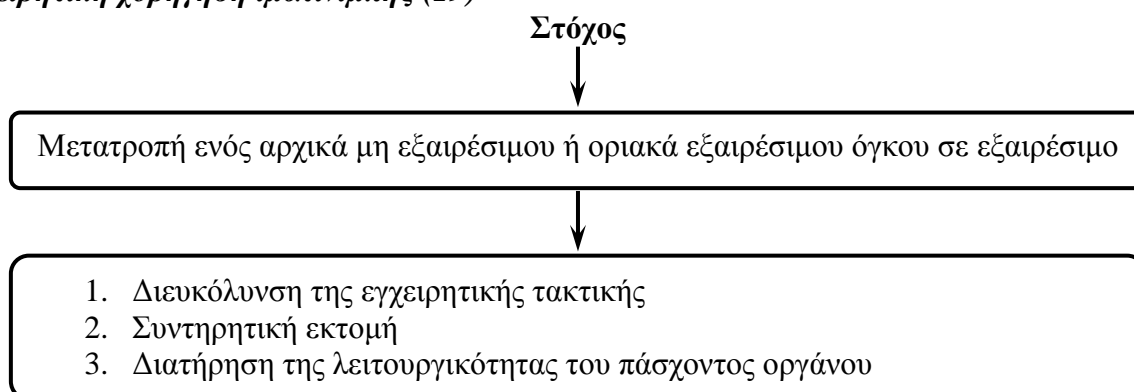 Στόχος
Μετατροπή ενός αρχικά μη εξαιρέσιμου ή οριακά εξαιρέσιμου όγκου σε εξαιρέσιμο
1. Διευκόλυνση της εγχειρητικής τακτικής
2. Συντηρητική εκτομή
3. Διατήρηση της λειτουργικότητας του πάσχοντος οργάνου